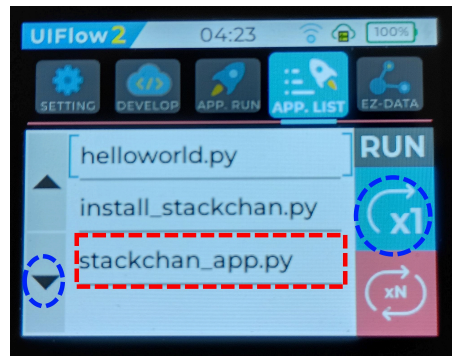 UIFlow2 04:23 100%
SETTING DEVELOP APP. RUN APP. LIST EZ-DATA
helloworld.py RUN
install_stackchan.py x1
stackchan_app.py xN